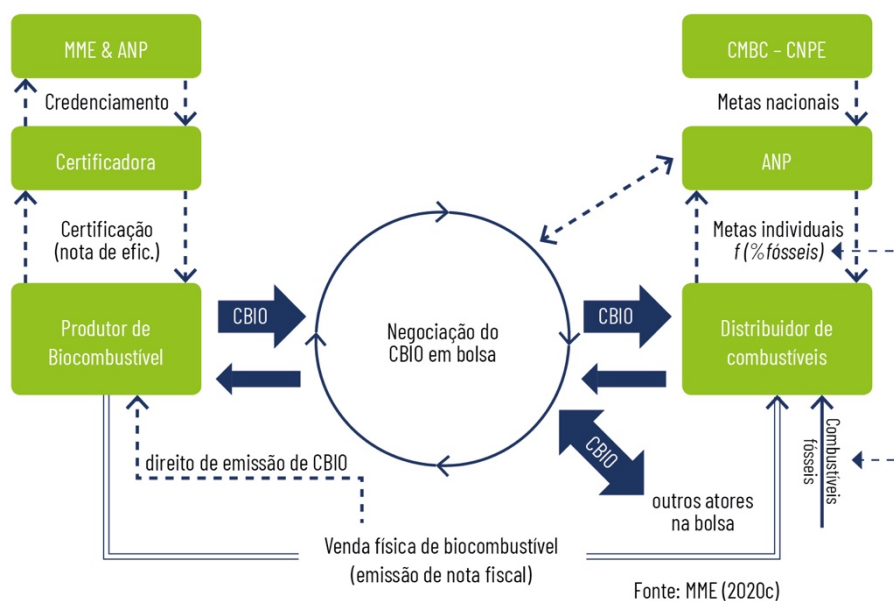 MME & ANP
CMBC – CNPE
Credenciamento
Metas nacionais
Certificadora
ANP
Certificação
(nota de efic.)
Metas individuais
f (%fósseis)
Produtor de
Biocombustível
CBIO
Negociação do
CBIO em bolsa
CBIO
Distribuidor de
combustíveis
direito de emissão de CBIO
CBIO
outros atores
na bolsa
Combustíveis
fósseis
Venda física de biocombustível
(emissão de nota fiscal)
Fonte: MME (2020c)